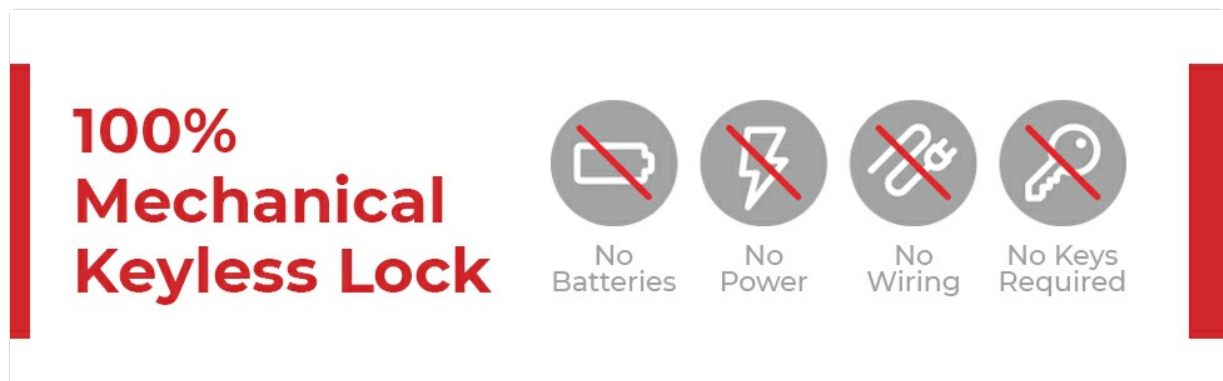 100%
Mechanical
Keyless Lock
No
Batteries
No
Power
No
Wiring
No Keys
Required